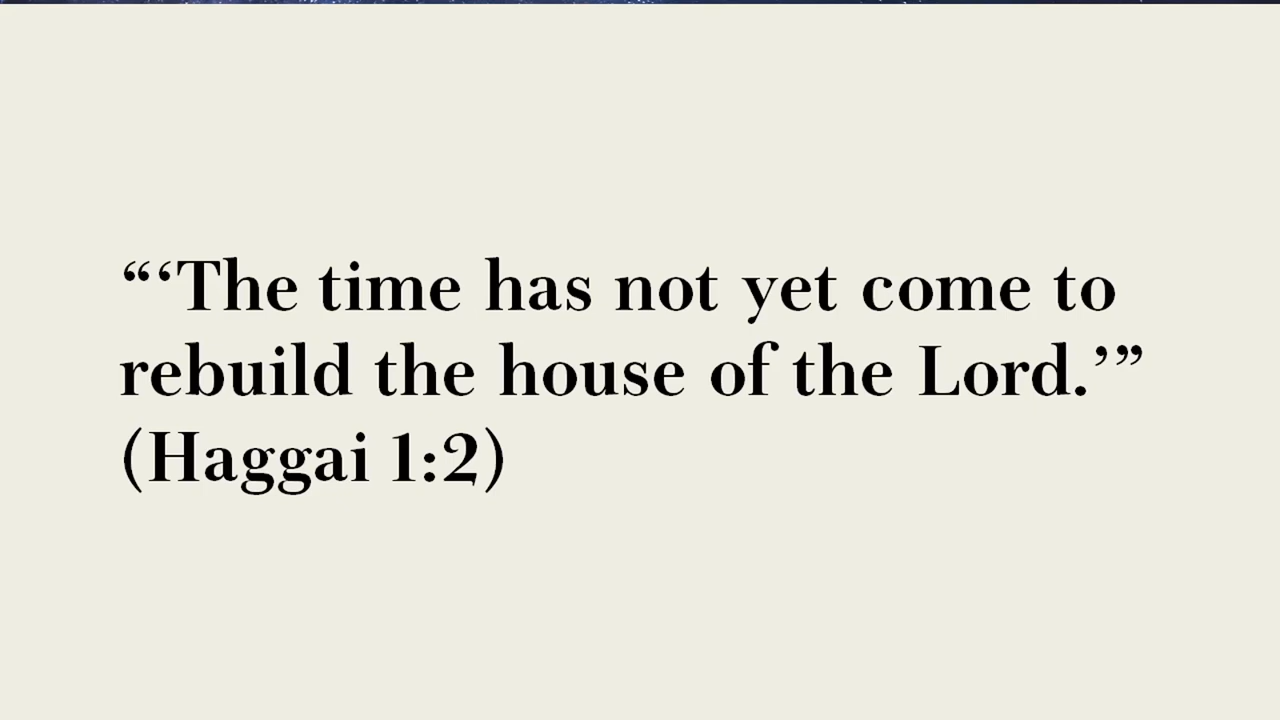 “‘The time has not yet come to
rebuild the house of the Lord.’”
(Haggai 1:2)